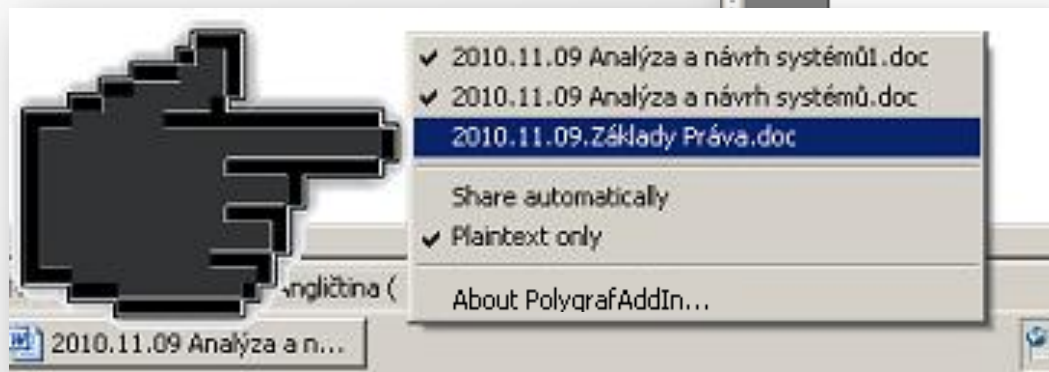 2010.11.09 Analýza a návrh systémů1.doc
2010.11.09 Analýza a návrh systémů.doc
2010.11.09.Základy Práva.doc
Share automatically
Plaintext only
About PolygrafAddIn...
ngličtina (
2010.11.09 Analýza a n...